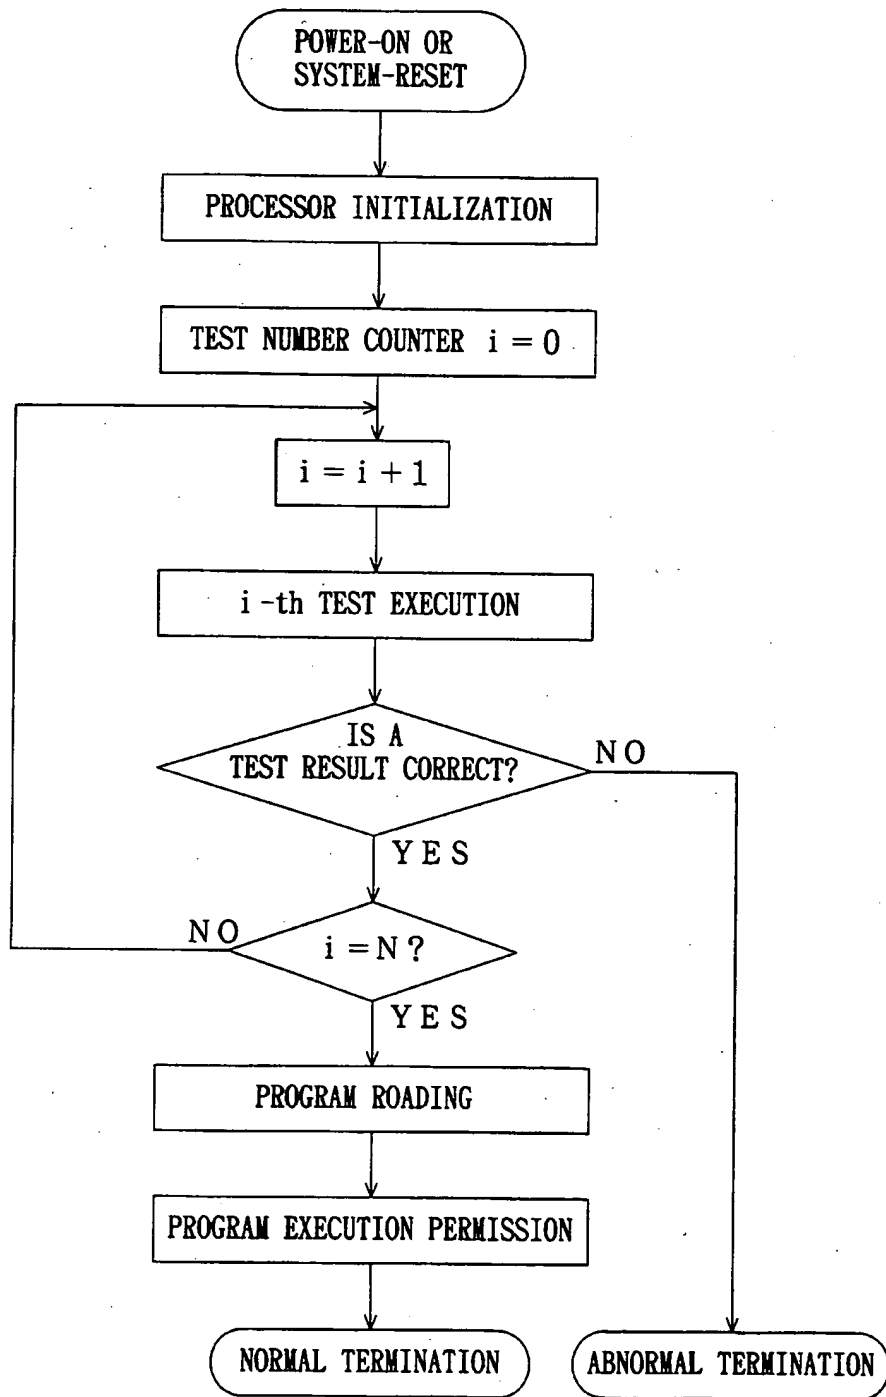 POWER-ON OR
SYSTEM-RESET
PROCESSOR INITIALIZATION
TEST NUMBER COUNTER i = 0
i = i + 1
i-th TEST EXECUTION
IS A
TEST RESULT CORRECT?
NO
YES
NO
i = N?
YES
PROGRAM ROADING
PROGRAM EXECUTION PERMISSION
NORMAL TERMINATION
ABNORMAL TERMINATION